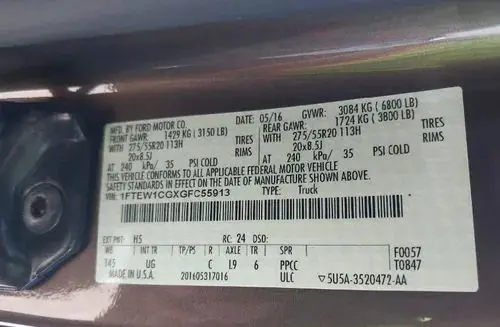 MFD. BY FORD MOTOR CO.
DATE: 05/16 GVWR: 3084 KG (6800 LB)
FRONT GAWR: 1429 KG (3150 LB) REAR GAWR: 1724 KG (3800 LB)
WITH 275/55R20 113H TIRES WITH 275/55R20 113H TIRES
20x8.5J RIMS 20x8.5J RIMS
AT 240 kPa/ 35 PSI COLD AT 240 kPa/ 35 PSI COLD
THIS VEHICLE CONFORMS TO ALL APPLICABLE FEDERAL MOTOR VEHICLE
SAFETY STANDARDS IN EFFECT ON THE DATE OF MANUFACTURE SHOWN ABOVE.
VIN: 1FTEW1CGXGFC55913 TYPE: Truck
EXT PNT: H5 RC: 24 DSO: F0057
WB INT TR TP/PS R AXLE TR SPR T0847
145 UG C L9 6 PPCC
MADE IN U.S.A. 201605317016 ULC 5U5A-3520472-AA